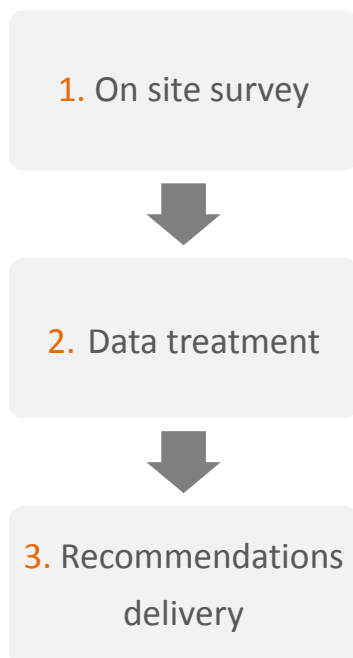 1. On site survey
2. Data treatment
3. Recommendations
delivery